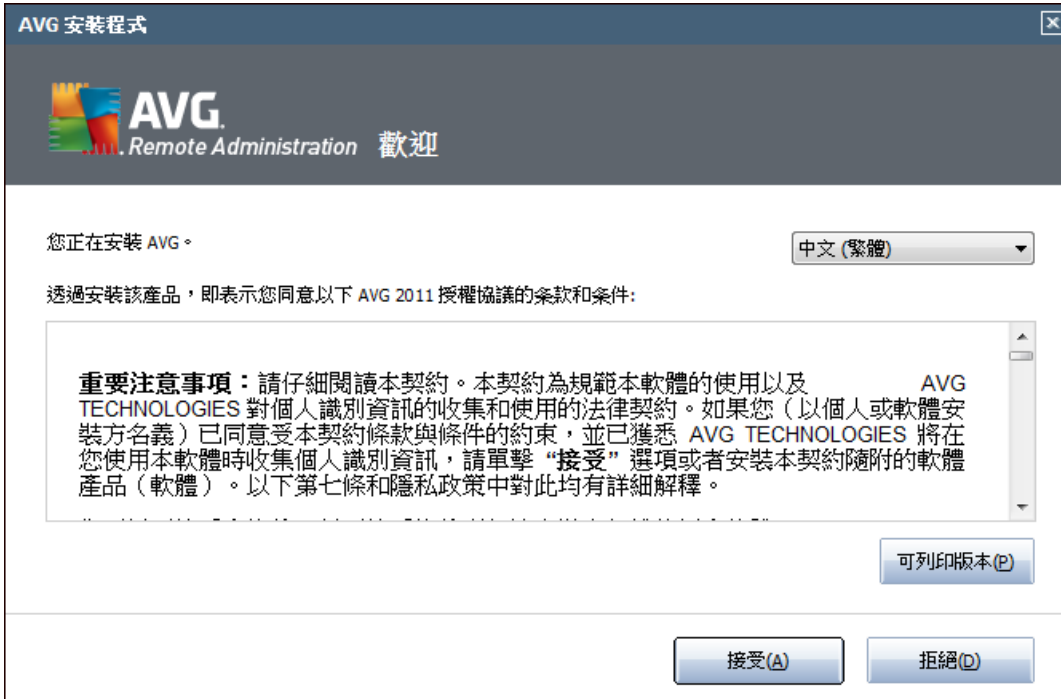 AVG 安裝程式
AVG.
Remote Administration 歡迎
您正在安裝 AVG。
中文 (繁體)
透過安裝該產品，即表示您同意以下 AVG 2011 授權協議的条款和条件:
重要注意事項：請仔細閱讀本契約。本契約為規範本軟體的使用以及 AVG
TECHNOLOGIES 對個人識別資訊的收集和使用的法律契約。如果您（以個人或軟體安
裝方名義）已同意受本契約條款與條件的約束，並已獲悉 AVG TECHNOLOGIES 將在
您使用本軟體時收集個人識別資訊，請單擊 “接受” 選項或者安裝本契約隨附的軟體
產品（軟體）。以下第七條和隱私政策中對此均有詳細解釋。
可列印版本(P)
接受(A)
拒絕(D)